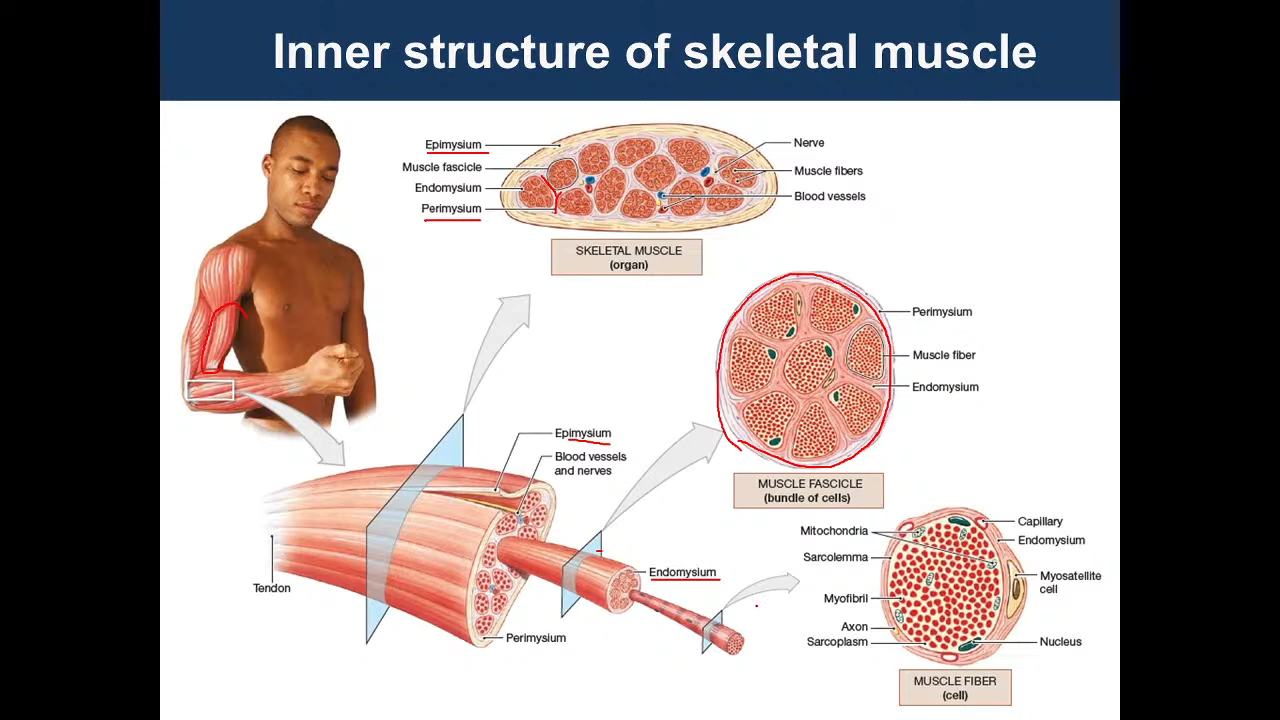 Inner structure of skeletal muscle
Epimysium
Muscle fascicle
Endomysium
Perimysium
Nerve
Muscle fibers
Blood vessels
SKELETAL MUSCLE
(organ)
Perimysium
Muscle fiber
Endomysium
MUSCLE FASCICLE
(bundle of cells)
Epimysium
Blood vessels
and nerves
Endomysium
Perimysium
Tendon
Mitochondria
Sarcolemma
Myofibril
Axon
Sarcoplasm
Capillary
Endomysium
Myosatellite
cell
Nucleus
MUSCLE FIBER
(cell)